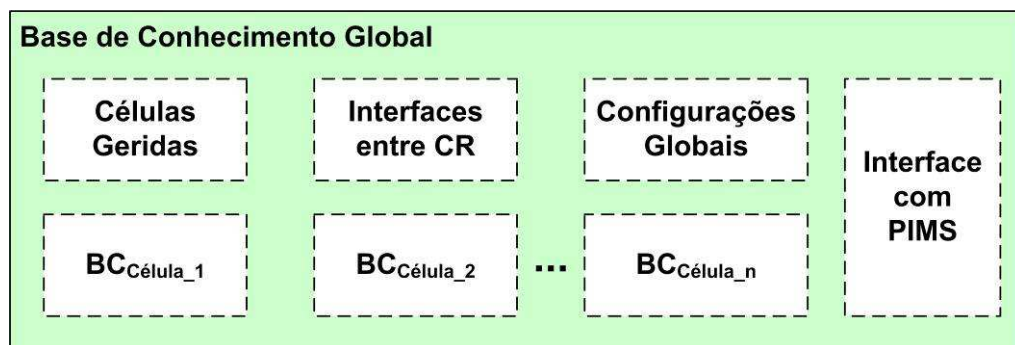 Base de Conhecimento Global
Células
Geridas
Interfaces
entre CR
Configurações
Globais
Interface
com
PIMS
BCCélula_1
BCCélula_2
...
BCCélula_n